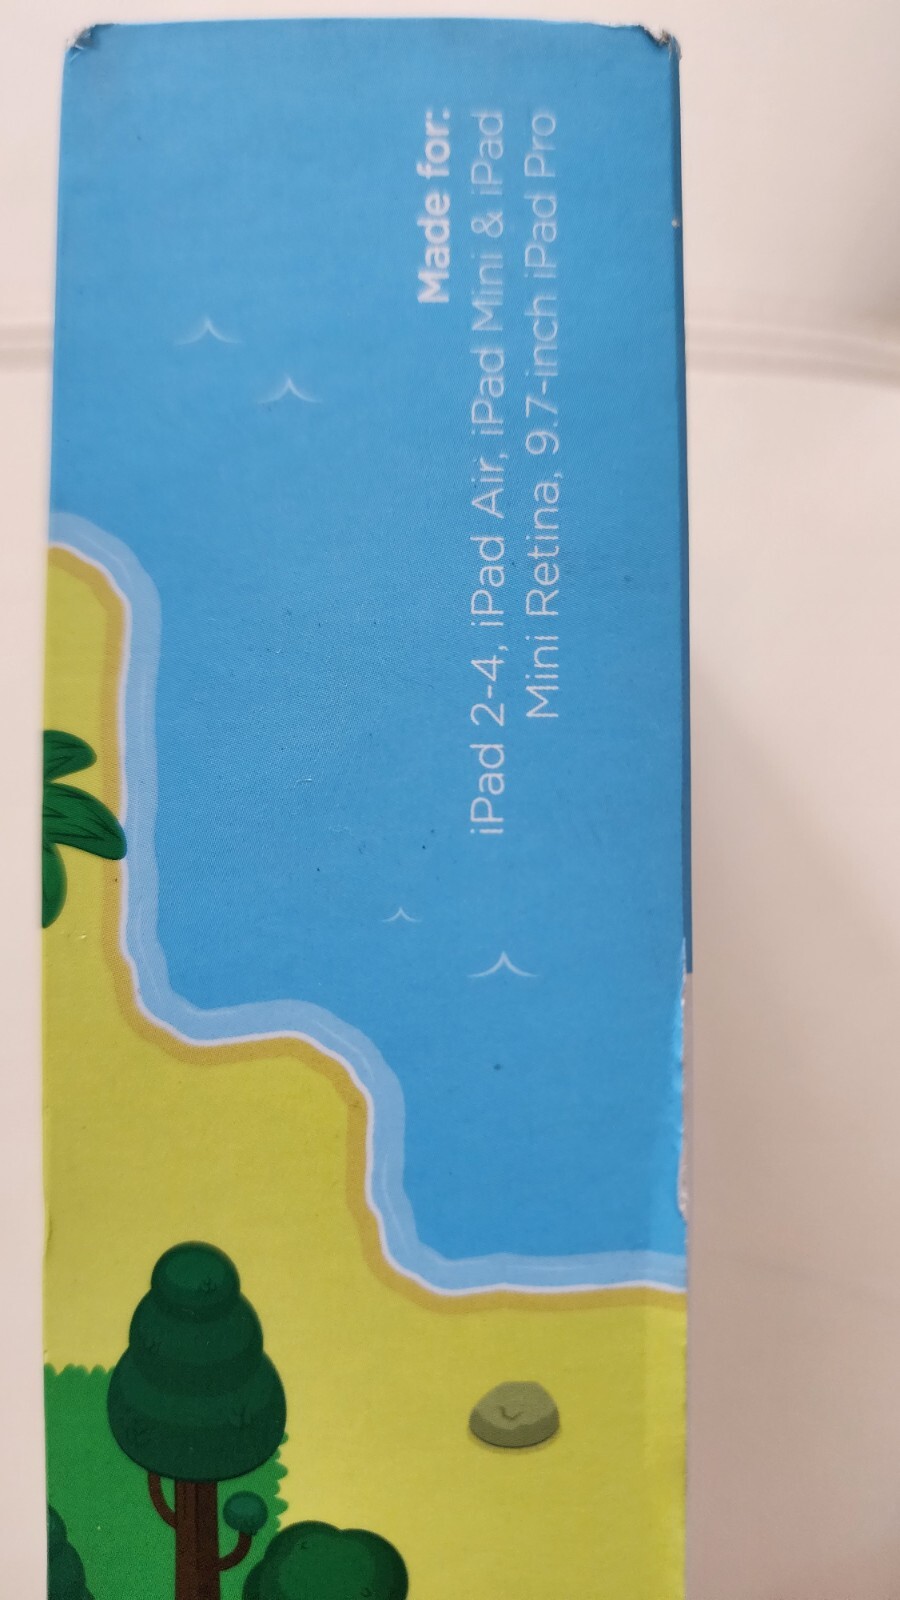 Made for:
iPad 2-4, iPad Air, iPad Mini & iPad
Mini Retina, 9.7-inch iPad Pro